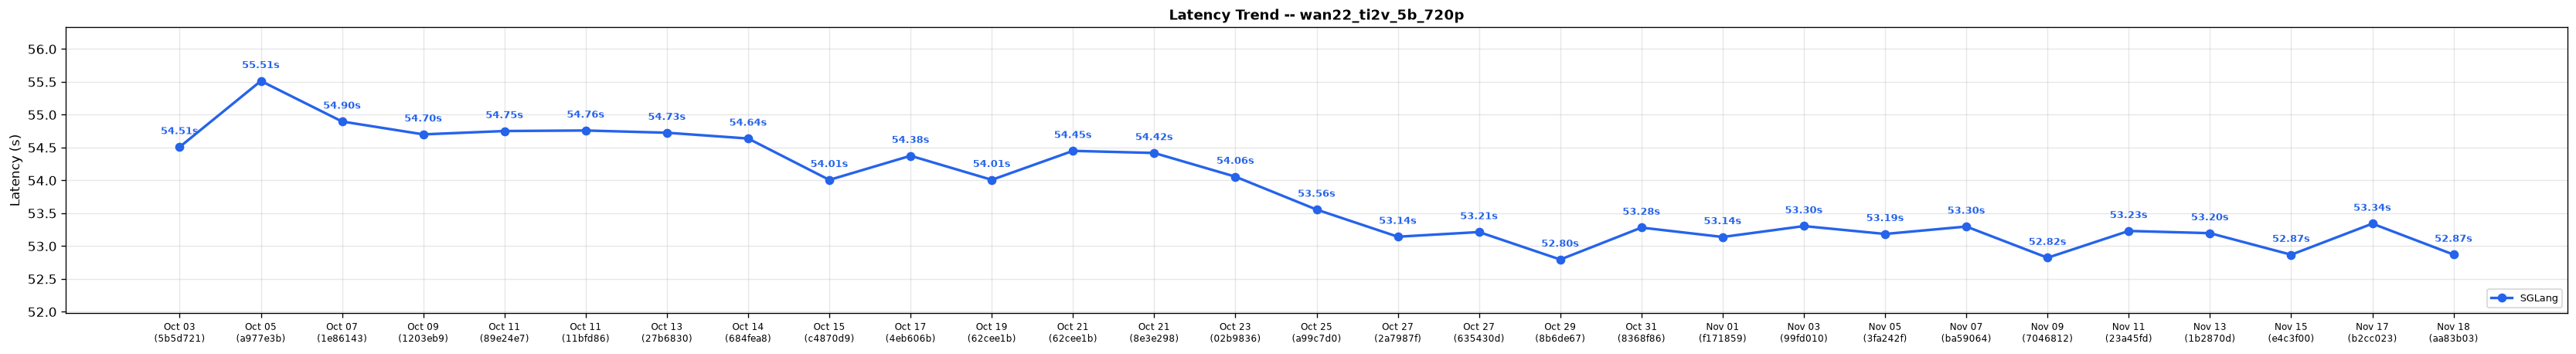 Latency Trend -- wan22_ti2v_5b_720p
Latency (s)
56.0
55.5
55.0
54.5
54.0
53.5
53.0
52.5
52.0
54.51s
55.51s
54.90s
54.70s
54.75s
54.76s
54.73s
54.64s
54.01s
54.38s
54.01s
54.45s
54.42s
54.06s
53.56s
53.14s
53.21s
52.80s
53.28s
53.14s
53.30s
53.19s
53.30s
52.82s
53.23s
53.20s
52.87s
53.34s
52.87s
SGLang
Oct 03
(5b5d721)
Oct 05
(a977e3b)
Oct 07
(1e86143)
Oct 09
(1203eb9)
Oct 11
(89e24e7)
Oct 11
(11bfd86)
Oct 13
(27b6830)
Oct 14
(684fea8)
Oct 15
(c4870d9)
Oct 17
(4eb606b)
Oct 19
(62cee1b)
Oct 21
(62cee1b)
Oct 21
(8e3e298)
Oct 23
(02b9836)
Oct 25
(a99c7d0)
Oct 27
(2a7987f)
Oct 27
(635430d)
Oct 29
(8b6de67)
Oct 31
(8368f86)
Nov 01
(f171859)
Nov 03
(99fd010)
Nov 05
(3fa242f)
Nov 07
(ba59064)
Nov 09
(7046812)
Nov 11
(23a45fd)
Nov 13
(1b2870d)
Nov 15
(e4c3f00)
Nov 17
(b2cc023)
Nov 18
(aa83b03)